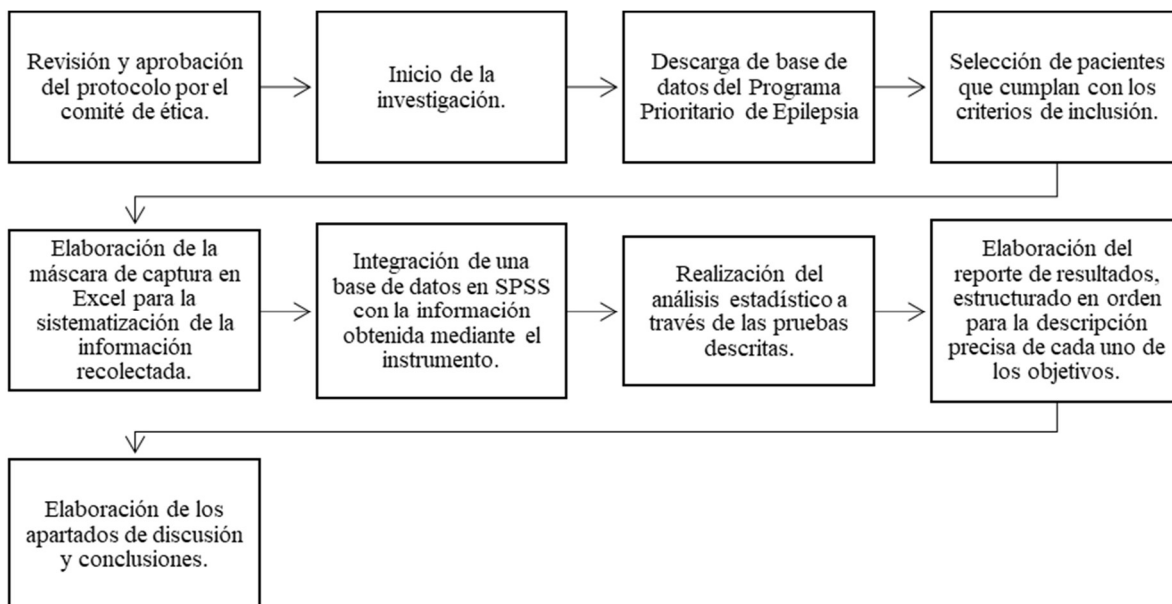 Revisión y aprobación
del protocolo por el
comité de ética.
Inicio de la
investigación.
Descarga de base de
datos del Programa
Prioritario de Epilepsia
Selección de pacientes
que cumplan con los
criterios de inclusión.
Elaboración de la
máscara de captura en
Excel para la
sistematización de la
información
recolectada.
Integración de una
base de datos en SPSS
con la información
obtenida mediante el
instrumento.
Realización del
análisis estadístico a
través de las pruebas
descritas.
Elaboración del
reporte de resultados,
estructurado en orden
para la descripción
precisa de cada uno de
los objetivos.
Elaboración de los
apartados de discusión
y conclusiones.